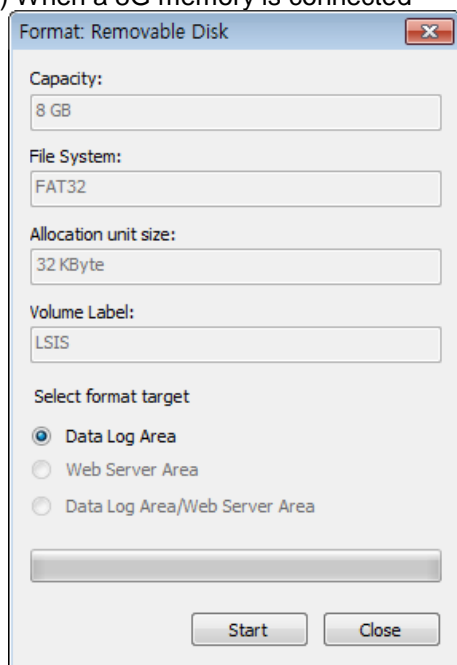 ) When a 8G memory is connected
Format: Removable Disk
Capacity:
8 GB
File System:
FAT32
Allocation unit size:
32 KByte
Volume Label:
LSIS
Select format target
Data Log Area
Web Server Area
Data Log Area/Web Server Area
Start Close